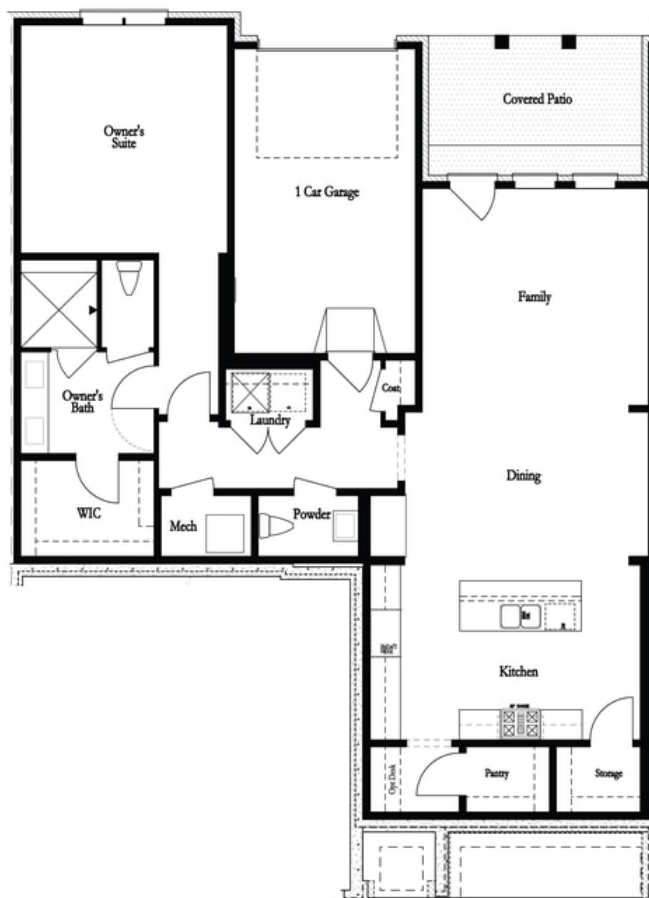 Owner's
Suite
1 Car Garage
Covered Patio
Family
Owner's
Bath
Coat
Laundry
Dining
WIC
Mech
Powder
Kitchen
Opt Desk
Pantry
Storage